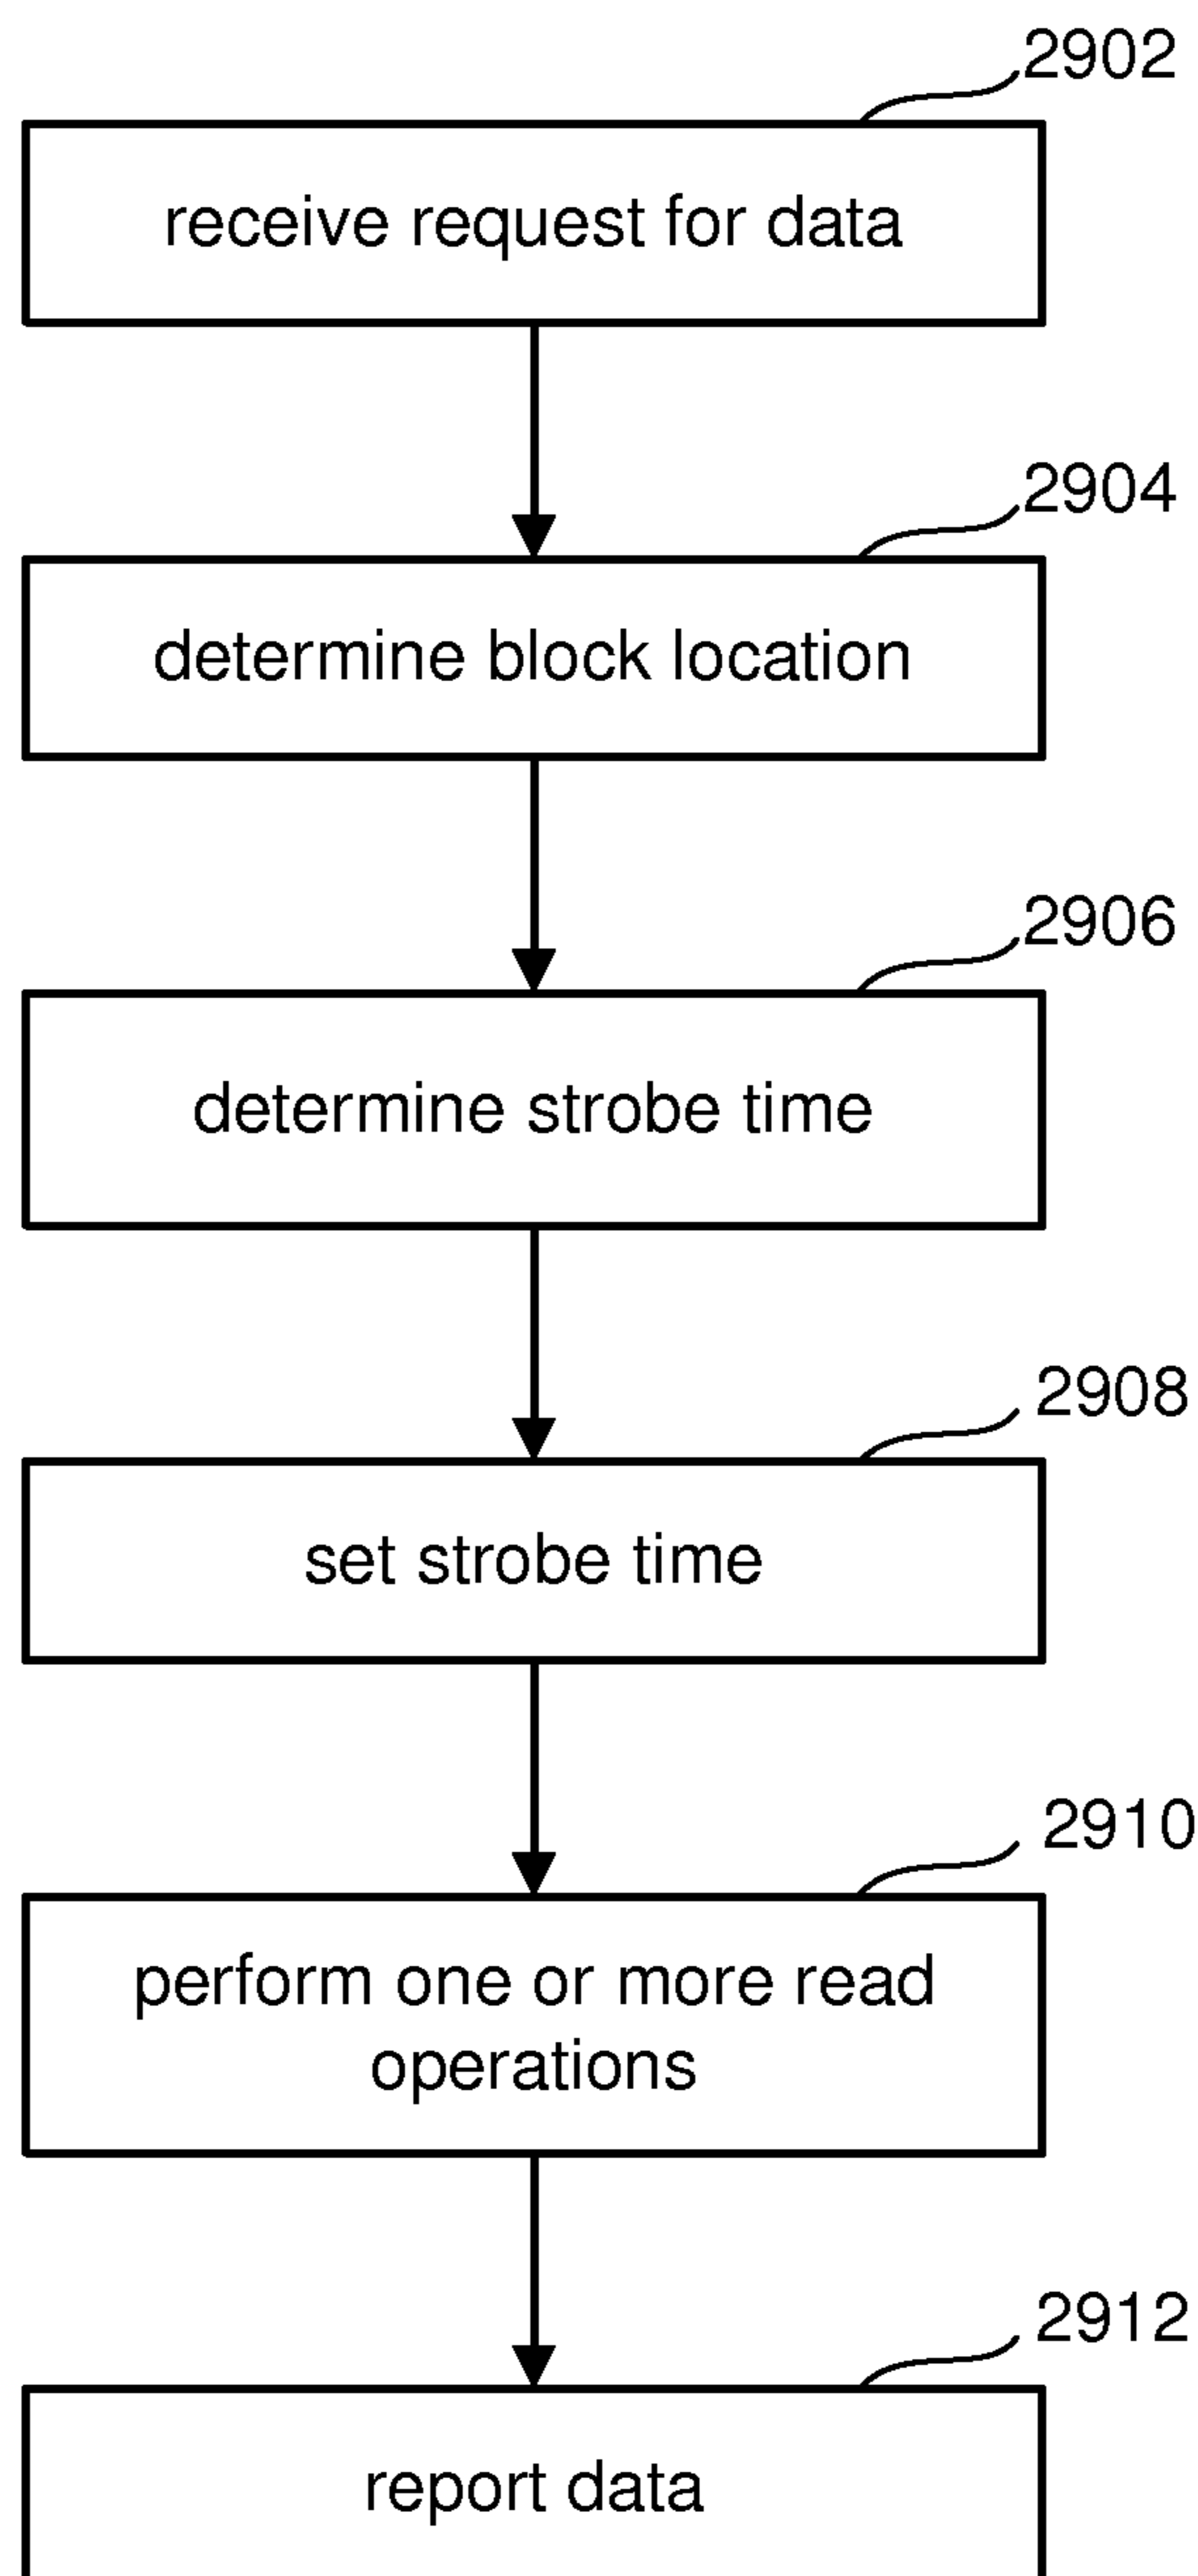 2902
receive request for data
2904
determine block location
2906
determine strobe time
2908
set strobe time
2910
perform one or more read
operations
2912
report data